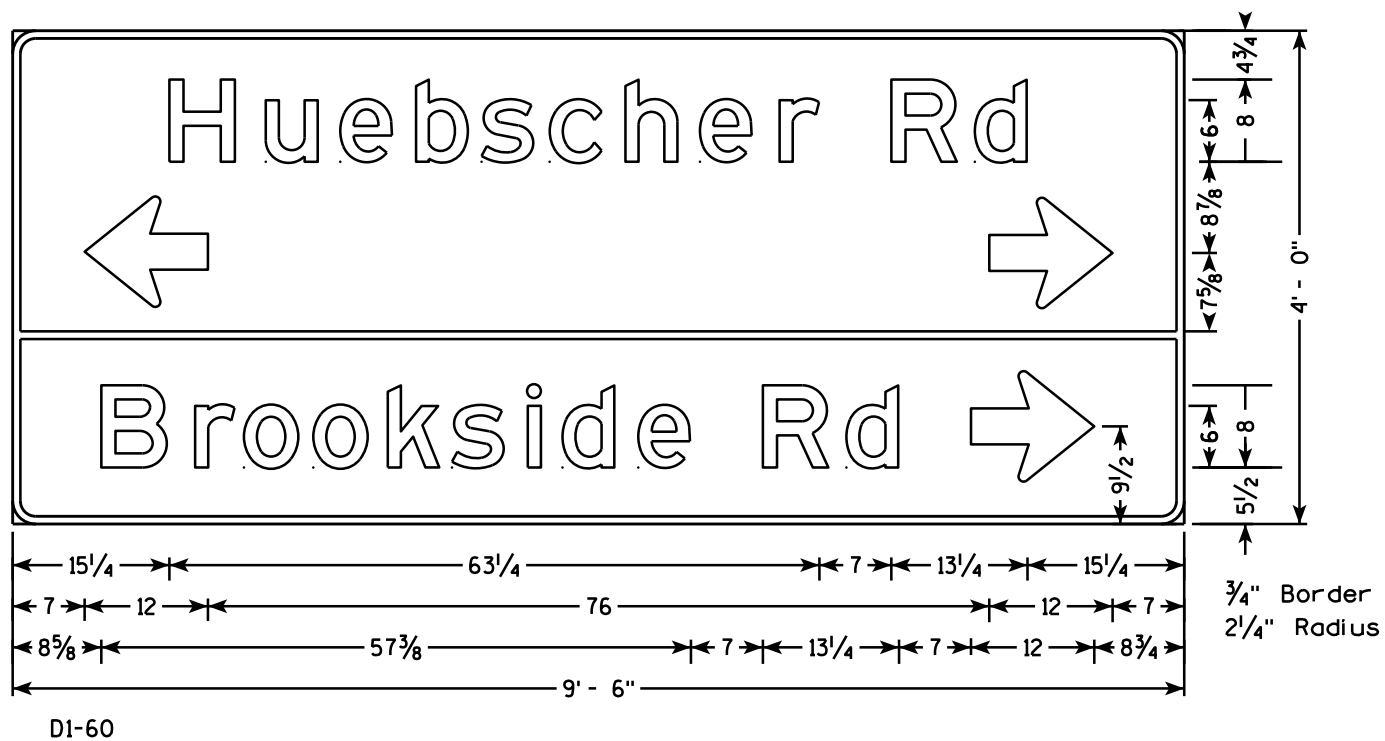 Huebscher Rd
4¾
8
6
8⅞
7⅝
4' - 0"
Brookside Rd
8
6
9½
5½
15¼ 63¼ 7 13¼ 15¼
7 12 76 12 7
8⅝ 57⅜ 7 13¼ 7 12 8¾
9' - 6"
¾" Border
2¼" Radius
D1-60